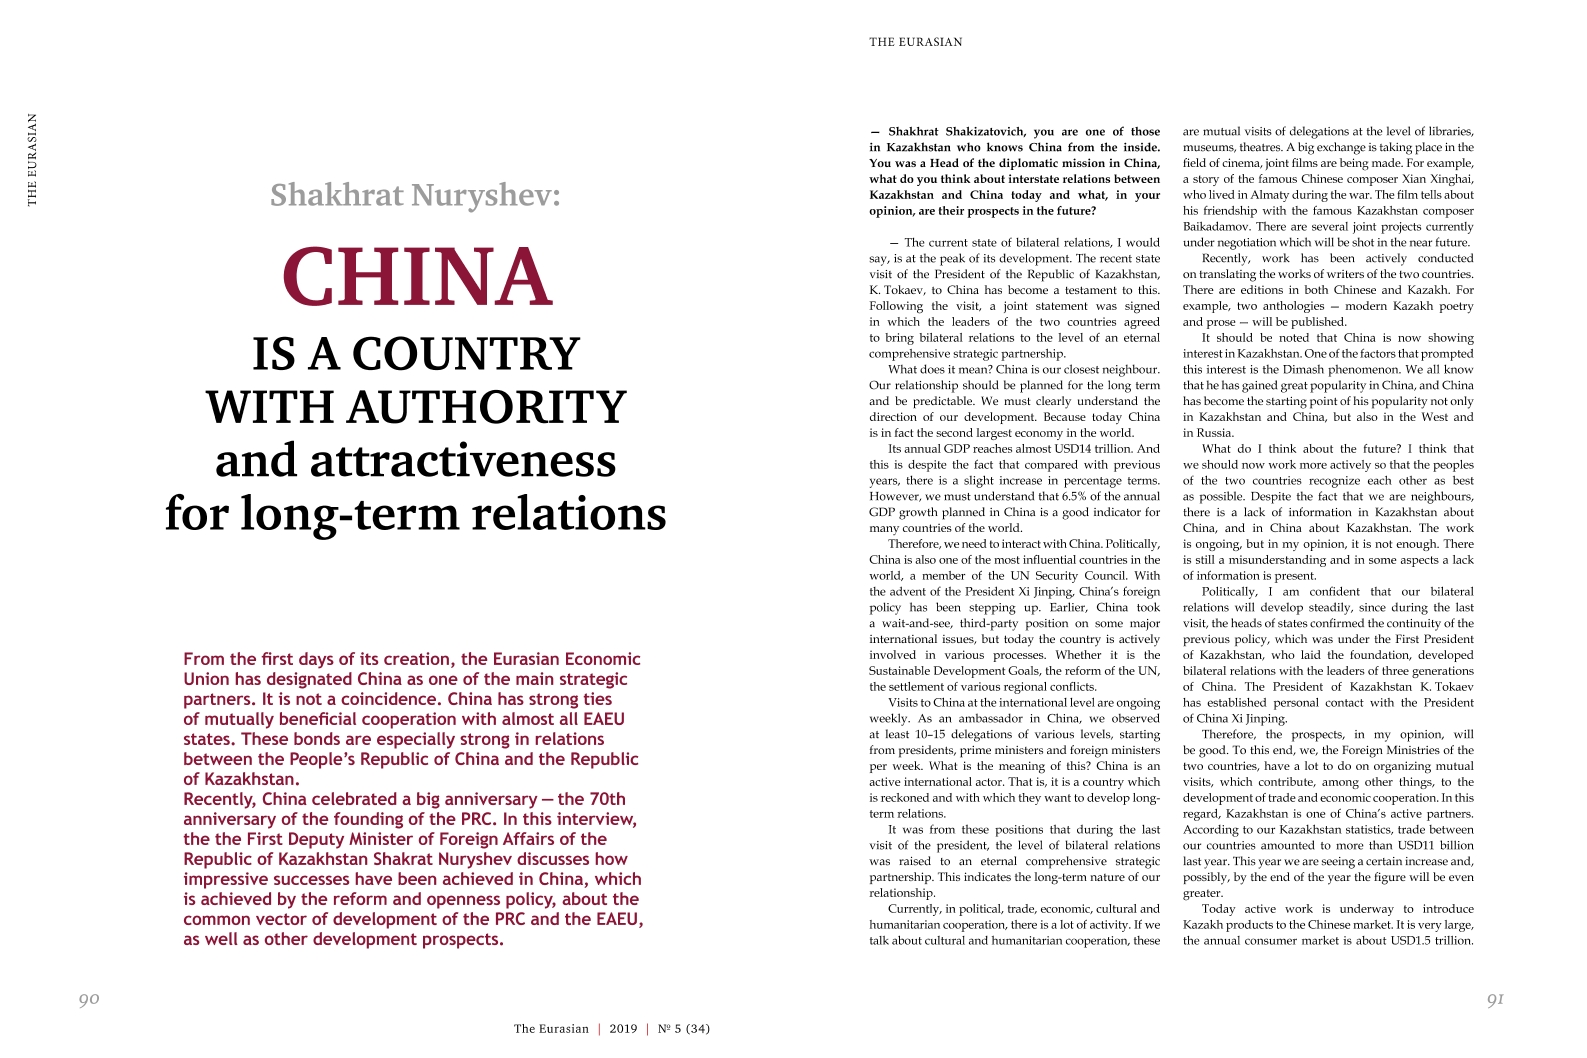 THE EURASIAN
Shakhrat Nuryshev:
CHINA
IS A COUNTRY
WITH AUTHORITY
and attractiveness
for long-term relations
From the first days of its creation, the Eurasian Economic
Union has designated China as one of the main strategic
partners. It is not a coincidence. China has strong ties
of mutually beneficial cooperation with almost all EAEU
states. These bonds are especially strong in relations
between the People’s Republic of China and the Republic
of Kazakhstan.
Recently, China celebrated a big anniversary — the 70th
anniversary of the founding of the PRC. In this interview,
the the First Deputy Minister of Foreign Affairs of the
Republic of Kazakhstan Shakrat Nuryshev discusses how
impressive successes have been achieved in China, which
is achieved by the reform and openness policy, about the
common vector of development of the PRC and the EAEU,
as well as other development prospects.
90
The Eurasian | 2019 | № 5 (34)
THE EURASIAN
— Shakhrat Shakizatovich, you are one of those
in Kazakhstan who knows China from the inside.
You was a Head of the diplomatic mission in China,
what do you think about interstate relations between
Kazakhstan and China today and what, in your
opinion, are their prospects in the future?
— The current state of bilateral relations, I would
say, is at the peak of its development. The recent state
visit of the President of the Republic of Kazakhstan,
K. Tokaev, to China has become a testament to this.
Following the visit, a joint statement was signed
in which the leaders of the two countries agreed
to bring bilateral relations to the level of an eternal
comprehensive strategic partnership.
What does it mean? China is our closest neighbour.
Our relationship should be planned for the long term
and be predictable. We must clearly understand the
direction of our development. Because today China
is in fact the second largest economy in the world.
Its annual GDP reaches almost USD14 trillion. And
this is despite the fact that compared with previous
years, there is a slight increase in percentage terms.
However, we must understand that 6.5% of the annual
GDP growth planned in China is a good indicator for
many countries of the world.
Therefore, we need to interact with China. Politically,
China is also one of the most influential countries in the
world, a member of the UN Security Council. With
the advent of the President Xi Jinping, China’s foreign
policy has been stepping up. Earlier, China took
a wait-and-see, third-party position on some major
international issues, but today the country is actively
involved in various processes. Whether it is the
Sustainable Development Goals, the reform of the UN,
the settlement of various regional conflicts.
Visits to China at the international level are ongoing
weekly. As an ambassador in China, we observed
at least 10–15 delegations of various levels, starting
from presidents, prime ministers and foreign ministers
per week. What is the meaning of this? China is an
active international actor. That is, it is a country which
is reckoned and with which they want to develop long-
term relations.
It was from these positions that during the last
visit of the president, the level of bilateral relations
was raised to an eternal comprehensive strategic
partnership. This indicates the long-term nature of our
relationship.
Currently, in political, trade, economic, cultural and
humanitarian cooperation, there is a lot of activity. If we
talk about cultural and humanitarian cooperation, these
are mutual visits of delegations at the level of libraries,
museums, theatres. A big exchange is taking place in the
field of cinema, joint films are being made. For example,
a story of the famous Chinese composer Xian Xinghai,
who lived in Almaty during the war. The film tells about
his friendship with the famous Kazakhstan composer
Baikadamov. There are several joint projects currently
under negotiation which will be shot in the near future.
Recently, work has been actively conducted
on translating the works of writers of the two countries.
There are editions in both Chinese and Kazakh. For
example, two anthologies — modern Kazakh poetry
and prose — will be published.
It should be noted that China is now showing
interest in Kazakhstan. One of the factors that prompted
this interest is the Dimash phenomenon. We all know
that he has gained great popularity in China, and China
has become the starting point of his popularity not only
in Kazakhstan and China, but also in the West and
in Russia.
What do I think about the future? I think that
we should now work more actively so that the peoples
of the two countries recognize each other as best
as possible. Despite the fact that we are neighbours,
there is a lack of information in Kazakhstan about
China, and in China about Kazakhstan. The work
is ongoing, but in my opinion, it is not enough. There
is still a misunderstanding and in some aspects a lack
of information is present.
Politically, I am confident that our bilateral
relations will develop steadily, since during the last
visit, the heads of states confirmed the continuity of the
previous policy, which was under the First President
of Kazakhstan, who laid the foundation, developed
bilateral relations with the leaders of three generations
of China. The President of Kazakhstan K. Tokaev
has established personal contact with the President
of China Xi Jinping.
Therefore, the prospects, in my opinion, will
be good. To this end, we, the Foreign Ministries of the
two countries, have a lot to do on organizing mutual
visits, which contribute, among other things, to the
development of trade and economic cooperation. In this
regard, Kazakhstan is one of China’s active partners.
According to our Kazakhstan statistics, trade between
our countries amounted to more than USD11 billion
last year. This year we are seeing a certain increase and,
possibly, by the end of the year the figure will be even
greater.
Today active work is underway to introduce
Kazakh products to the Chinese market. It is very large,
the annual consumer market is about USD1.5 trillion.
91